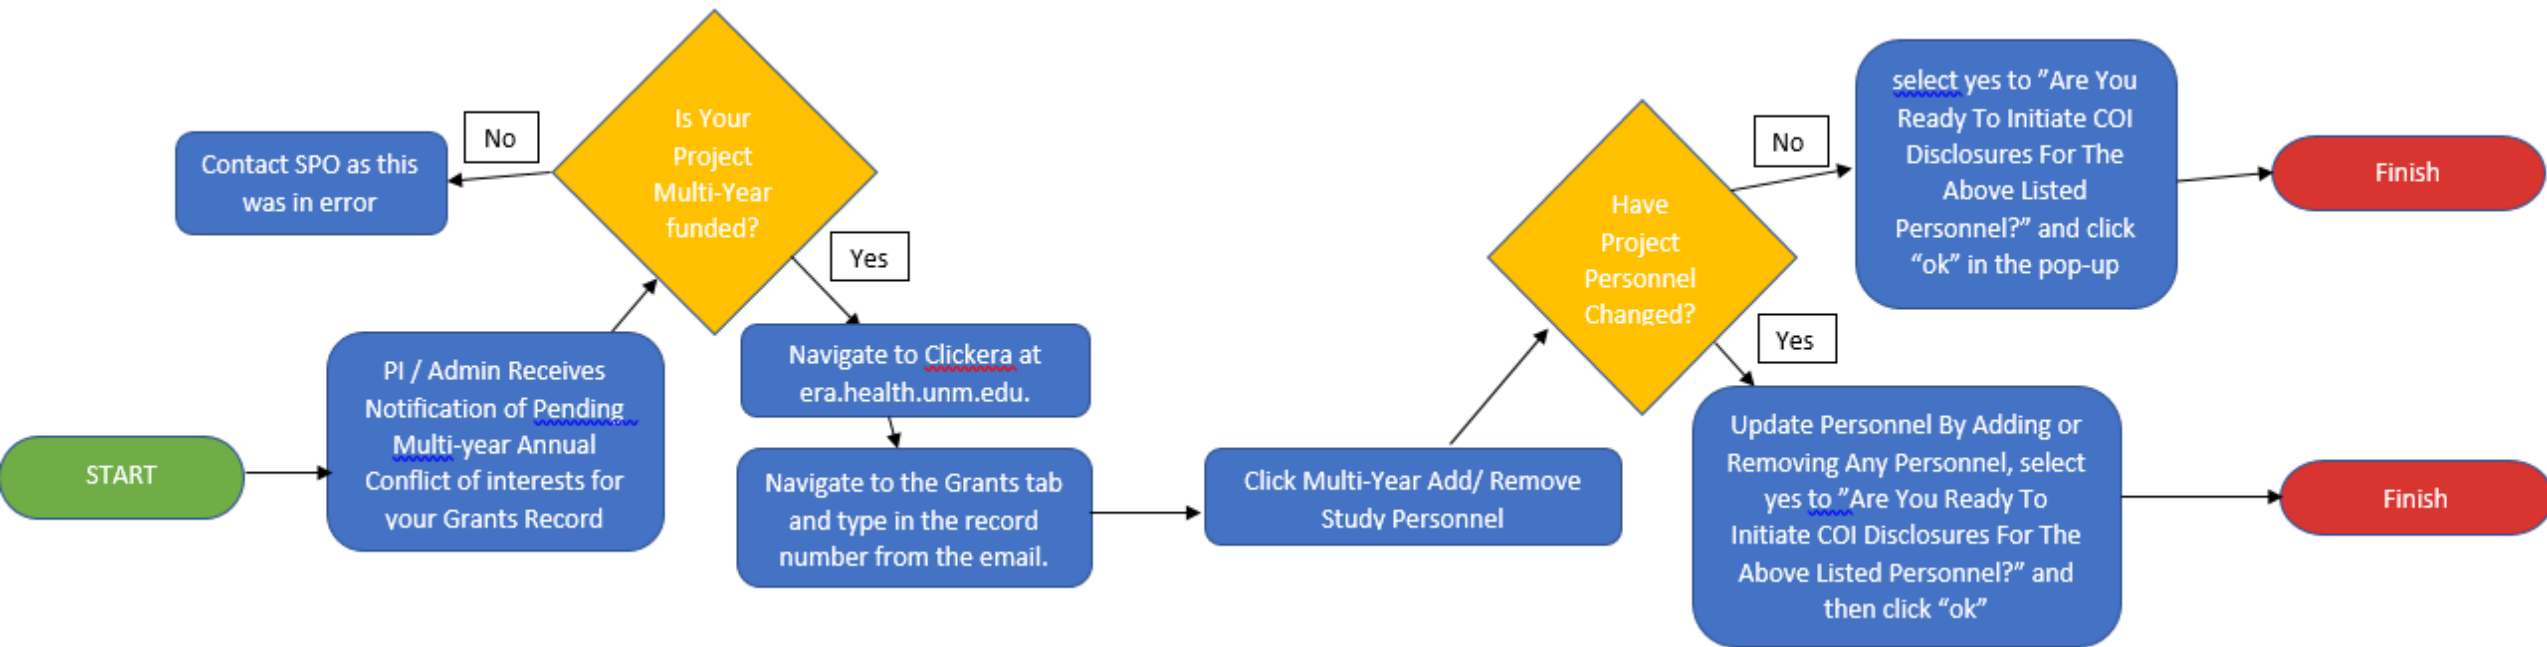 START
PI / Admin Receives
Notification of Pending
Multi-year Annual
Conflict of interests for
your Grants Record
Is Your
Project
Multi-Year
funded?
No
Contact SPO as this
was in error
Yes
Navigate to Clickera at
era.health.unm.edu.
Navigate to the Grants tab
and type in the record
number from the email.
Click Multi-Year Add/ Remove
Study Personnel
Have
Project
Personnel
Changed?
No
select yes to "Are You
Ready To Initiate COI
Disclosures For The
Above Listed
Personnel?” and click
“ok” in the pop-up
Finish
Yes
Update Personnel By Adding or
Removing Any Personnel, select
yes to ”Are You Ready To
Initiate COI Disclosures For The
Above Listed Personnel?” and
then click “ok”
Finish